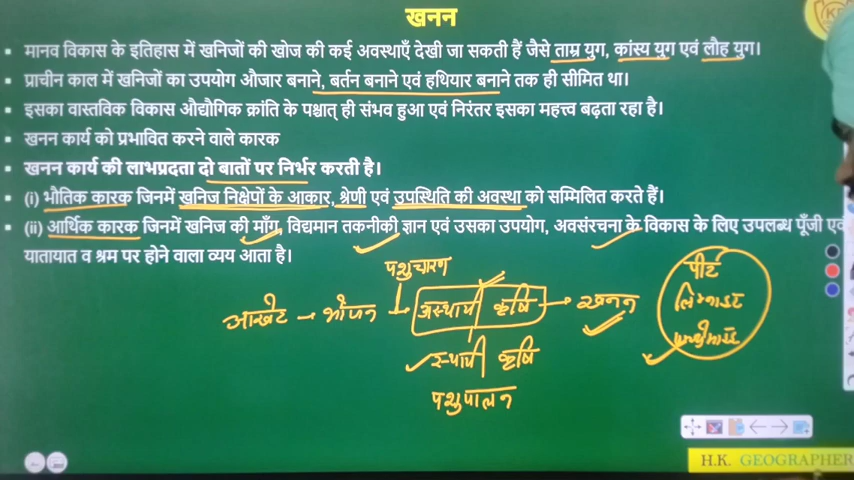 खनन
मानव विकास के इतिहास में खनिजों की खोज की कई अवस्थाएँ देखी जा सकती हैं जैसे ताम्र युग, कांस्य युग एवं लौह युग।
प्राचीन काल में खनिजों का उपयोग औजार बनाने, बर्तन बनाने एवं हथियार बनाने तक ही सीमित था।
इसका वास्तविक विकास औद्योगिक क्रांति के पश्चात् ही संभव हुआ एवं निरंतर इसका महत्त्व बढ़ता रहा है।
खनन कार्य को प्रभावित करने वाले कारक
खनन कार्य की लाभप्रदता दो बातों पर निर्भर करती है।
(i) भौतिक कारक जिनमें खनिज निक्षेपों के आकार, श्रेणी एवं उपस्थिति की अवस्था को सम्मिलित करते हैं।
(ii) आर्थिक कारक जिनमें खनिज की माँग, विद्यमान तकनीकी ज्ञान एवं उसका उपयोग, अवसंरचना के विकास के लिए उपलब्ध पूँजी एवं
यातायात व श्रम पर होने वाला व्यय आता है।
पशुचारण
आखेट → भोजन → अस्थायी कृषि → खनन
स्थायी कृषि
पशुपालन
पीट
लिग्नाइट
H.K. GEOGRAPHER